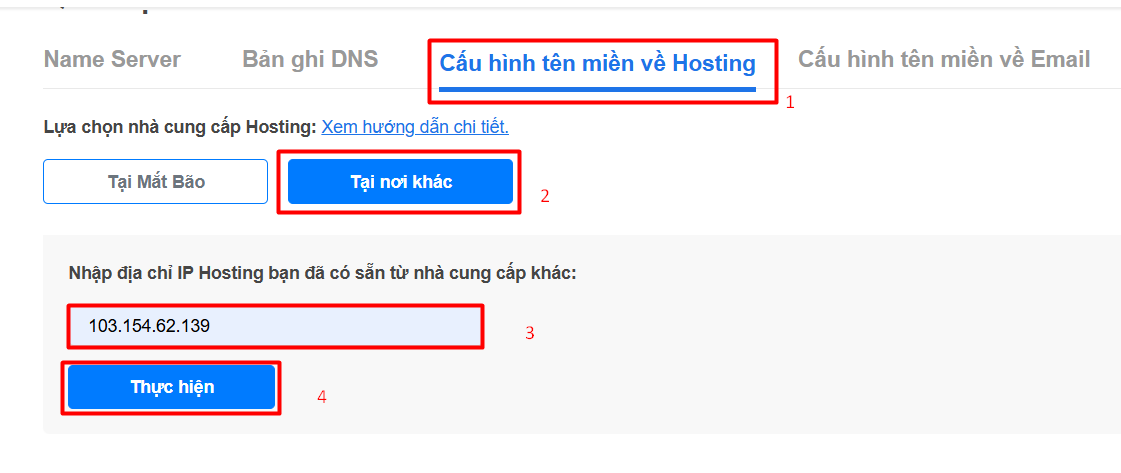 Name Server Bản ghi DNS Cấu hình tên miền về Hosting Cấu hình tên miền về Email
1
Lựa chọn nhà cung cấp Hosting: Xem hướng dẫn chi tiết.
Tại Mắt Bão Tại nơi khác 2
Nhập địa chỉ IP Hosting bạn đã có sẵn từ nhà cung cấp khác:
103.154.62.139 3
Thực hiện 4